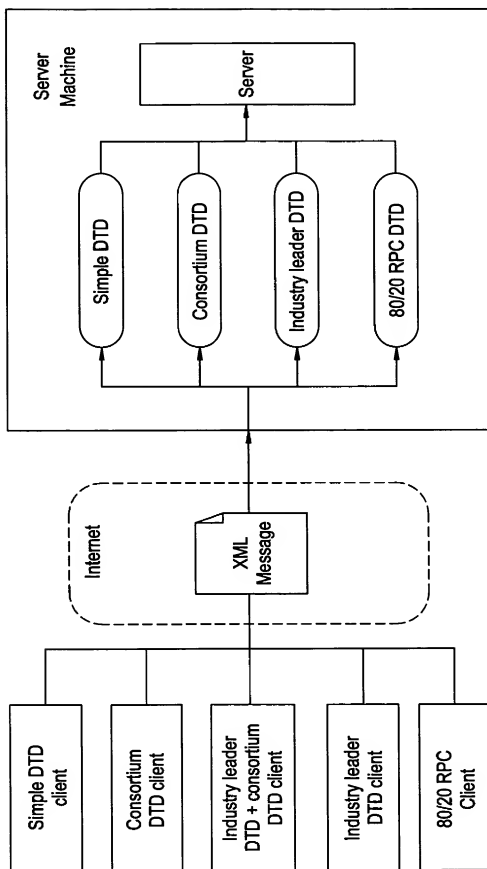 Simple DTD
client
Consortium
DTD client
Industry leader
DTD + consortium
DTD client
Industry leader
DTD client
80/20 RPC
Client
Internet
XML
Message
Server
Machine
Simple DTD
Consortium DTD
Industry leader DTD
80/20 RPC DTD
Server